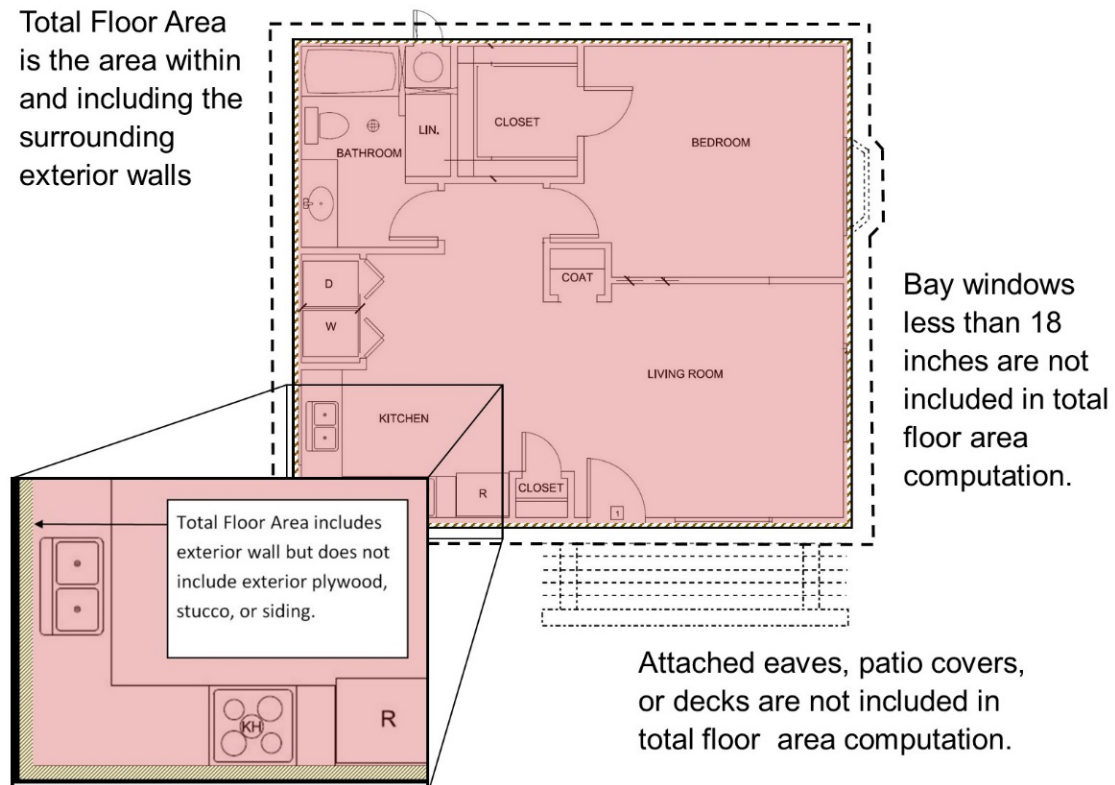 Total Floor Area
is the area within
and including the
surrounding
exterior walls
LIN.
CLOSET
BATHROOM
BEDROOM
COAT
D
W
LIVING ROOM
KITCHEN
R
CLOSET
1
Bay windows
less than 18
inches are not
included in total
floor area
computation.
Total Floor Area includes
exterior wall but does not
include exterior plywood,
stucco, or siding.
KH
R
Attached eaves, patio covers,
or decks are not included in
total floor area computation.